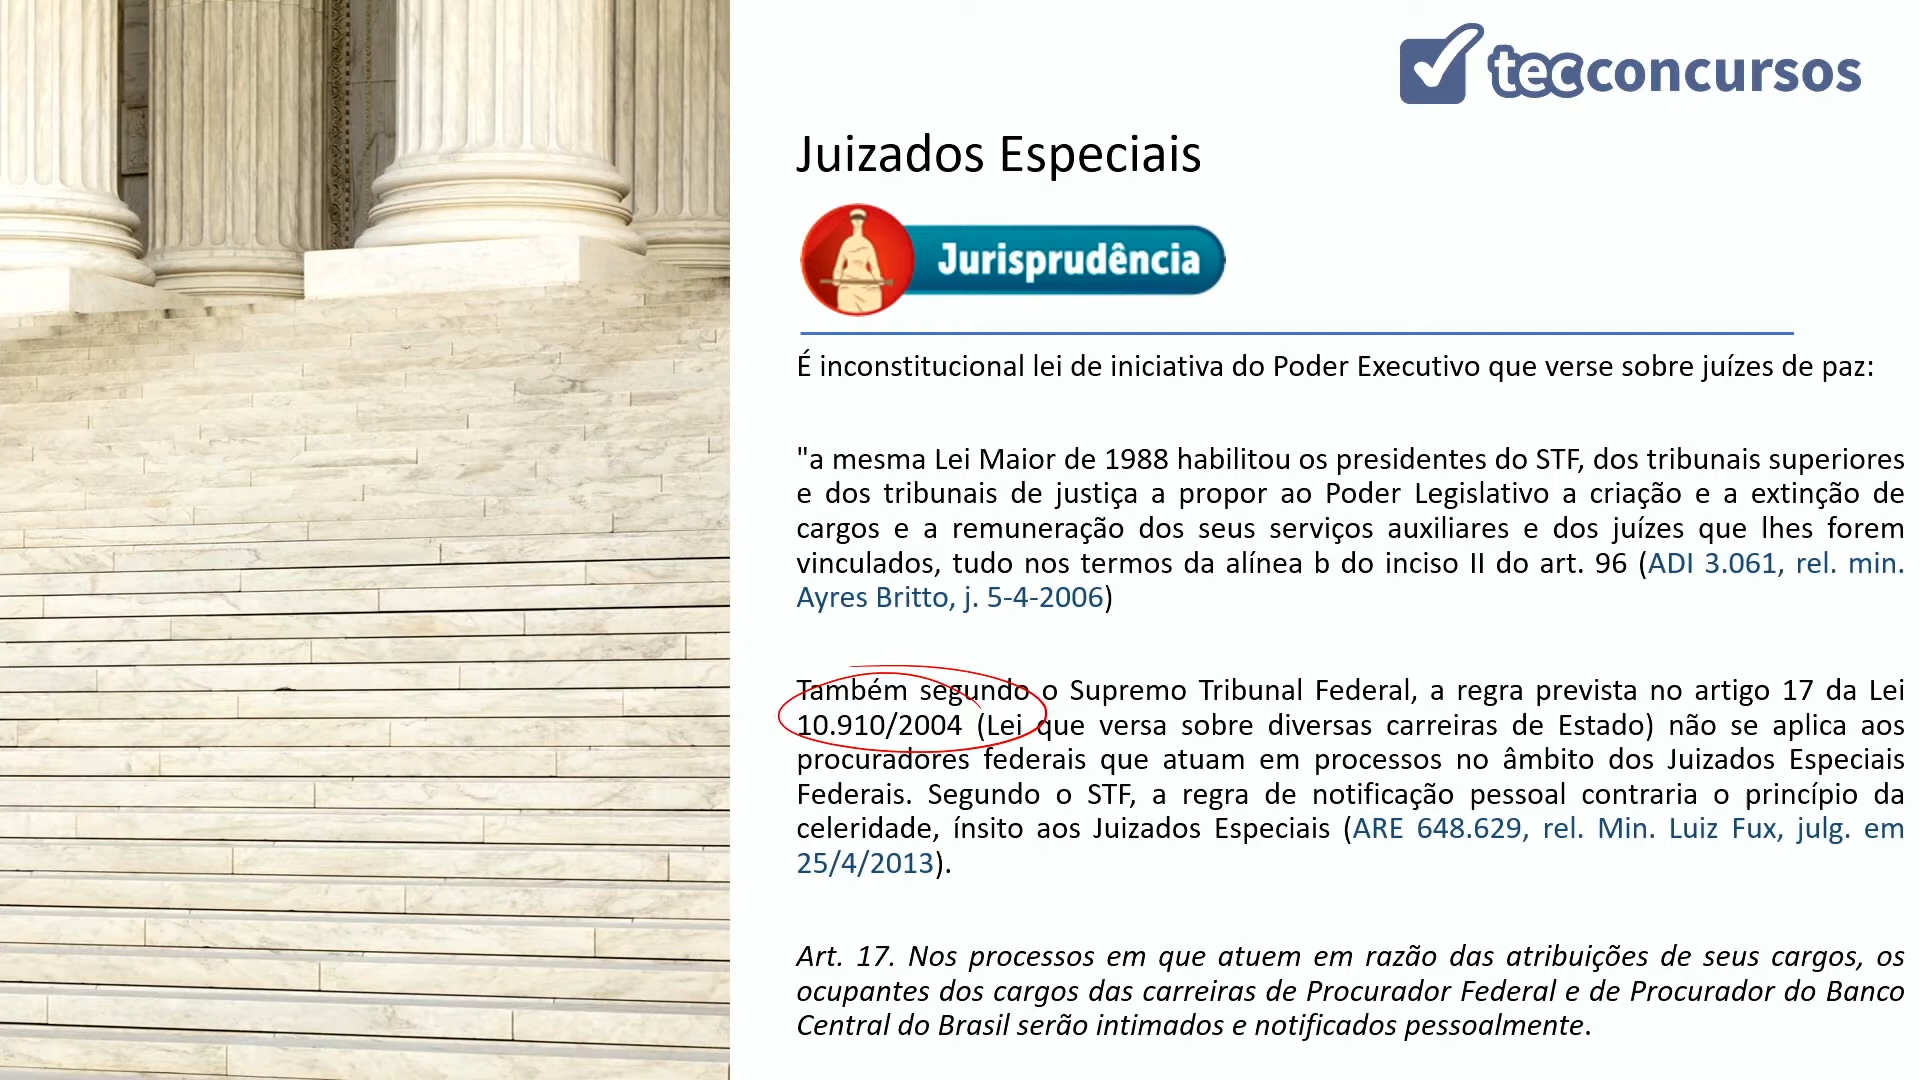 tecconcursos
Juizados Especiais
Jurisprudência
É inconstitucional lei de iniciativa do Poder Executivo que verse sobre juízes de paz:
"a mesma Lei Maior de 1988 habilitou os presidentes do STF, dos tribunais superiores
e dos tribunais de justiça a propor ao Poder Legislativo a criação e a extinção de
cargos e a remuneração dos seus serviços auxiliares e dos juízes que lhes forem
vinculados, tudo nos termos da alínea b do inciso II do art. 96 (ADI 3.061, rel. min.
Ayres Britto, j. 5-4-2006)
Também segundo o Supremo Tribunal Federal, a regra prevista no artigo 17 da Lei
10.910/2004 (Lei que versa sobre diversas carreiras de Estado) não se aplica aos
procuradores federais que atuam em processos no âmbito dos Juizados Especiais
Federais. Segundo o STF, a regra de notificação pessoal contraria o princípio da
celeridade, ínsito aos Juizados Especiais (ARE 648.629, rel. Min. Luiz Fux, julg. em
25/4/2013).
Art. 17. Nos processos em que atuem em razão das atribuições de seus cargos, os
ocupantes dos cargos das carreiras de Procurador Federal e de Procurador do Banco
Central do Brasil serão intimados e notificados pessoalmente.